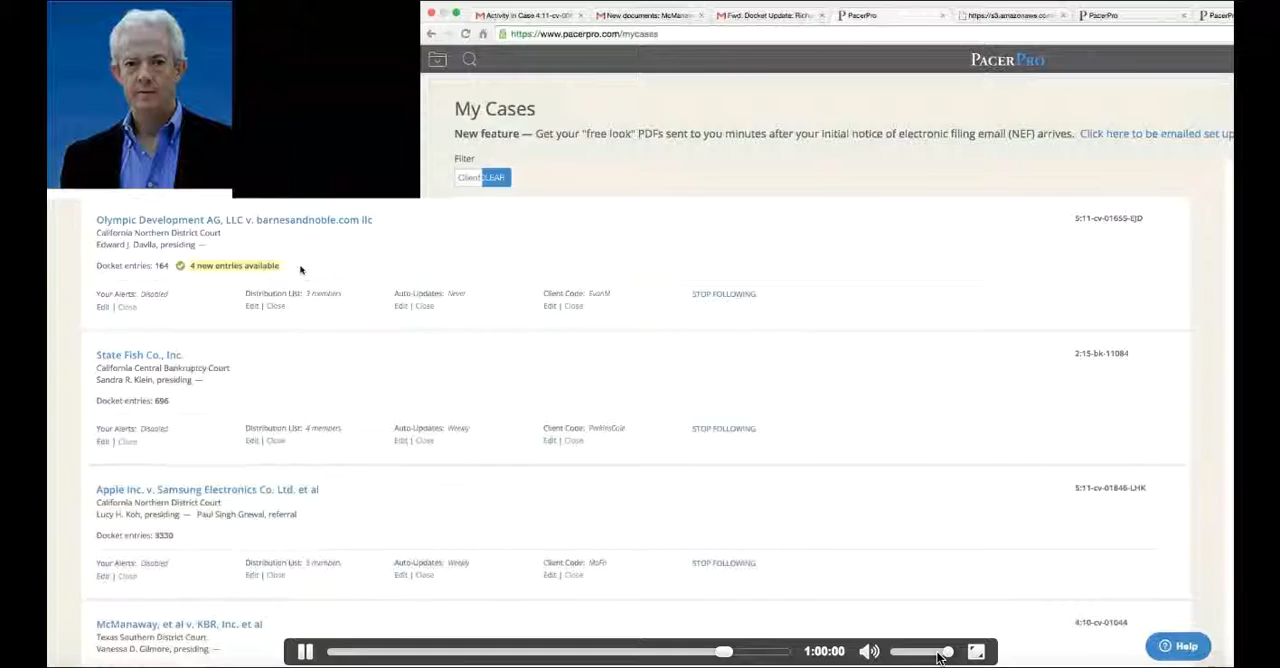 Activity in Case 4:11-cv-00
New documents: McMana
Fwd: Docket Update: Rich
PacerPro
https://s3.amazonaws.com
PacerPro
PacerPr
https://www.pacerpro.com/mycases
PACERPRO
My Cases
New feature — Get your "free look" PDFs sent to you minutes after your initial notice of electronic filing email (NEF) arrives. Click here to be emailed set up
Filter
Client CLEAR
Olympic Development AG, LLC v. barnesandnoble.com llc 5:11-cv-01655-EJD
California Northern District Court
Edward J. Davila, presiding —
Docket entries: 164 4 new entries available
Your Alerts: Disabled Distribution List: 3 members Auto-Updates: Never Client Code: EvanM STOP FOLLOWING
Edit | Close Edit | Close Edit | Close Edit | Close
State Fish Co., Inc. 2:15-bk-11084
California Central Bankruptcy Court
Sandra R. Klein, presiding —
Docket entries: 696
Your Alerts: Disabled Distribution List: 4 members Auto-Updates: Weekly Client Code: PerkinsCoie STOP FOLLOWING
Edit | Close Edit | Close Edit | Close Edit | Close
Apple Inc. v. Samsung Electronics Co. Ltd. et al 5:11-cv-01846-LHK
California Northern District Court
Lucy H. Koh, presiding — Paul Singh Grewal, referral
Docket entries: 3330
Your Alerts: Disabled Distribution List: 5 members Auto-Updates: Weekly Client Code: MoFo STOP FOLLOWING
Edit | Close Edit | Close Edit | Close Edit | Close
McManaway, et al v. KBR, Inc. et al 4:10-cv-01044
Texas Southern District Court
Vanessa D. Gilmore, presiding —
1:00:00
Help